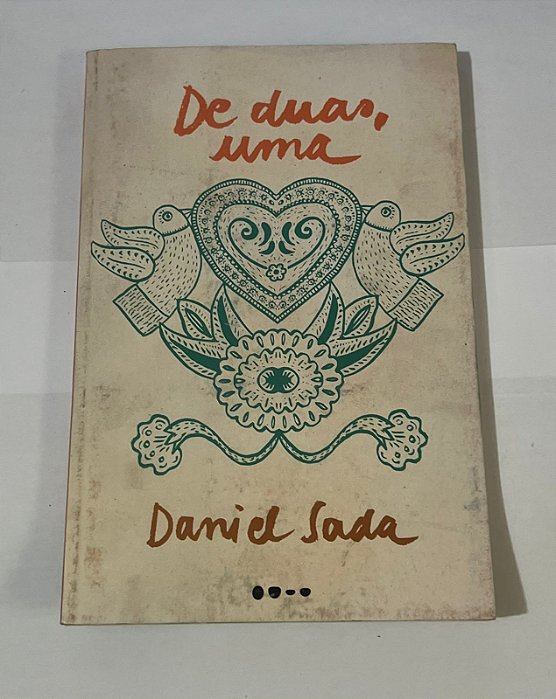 De duas,
uma
Daniel Sada